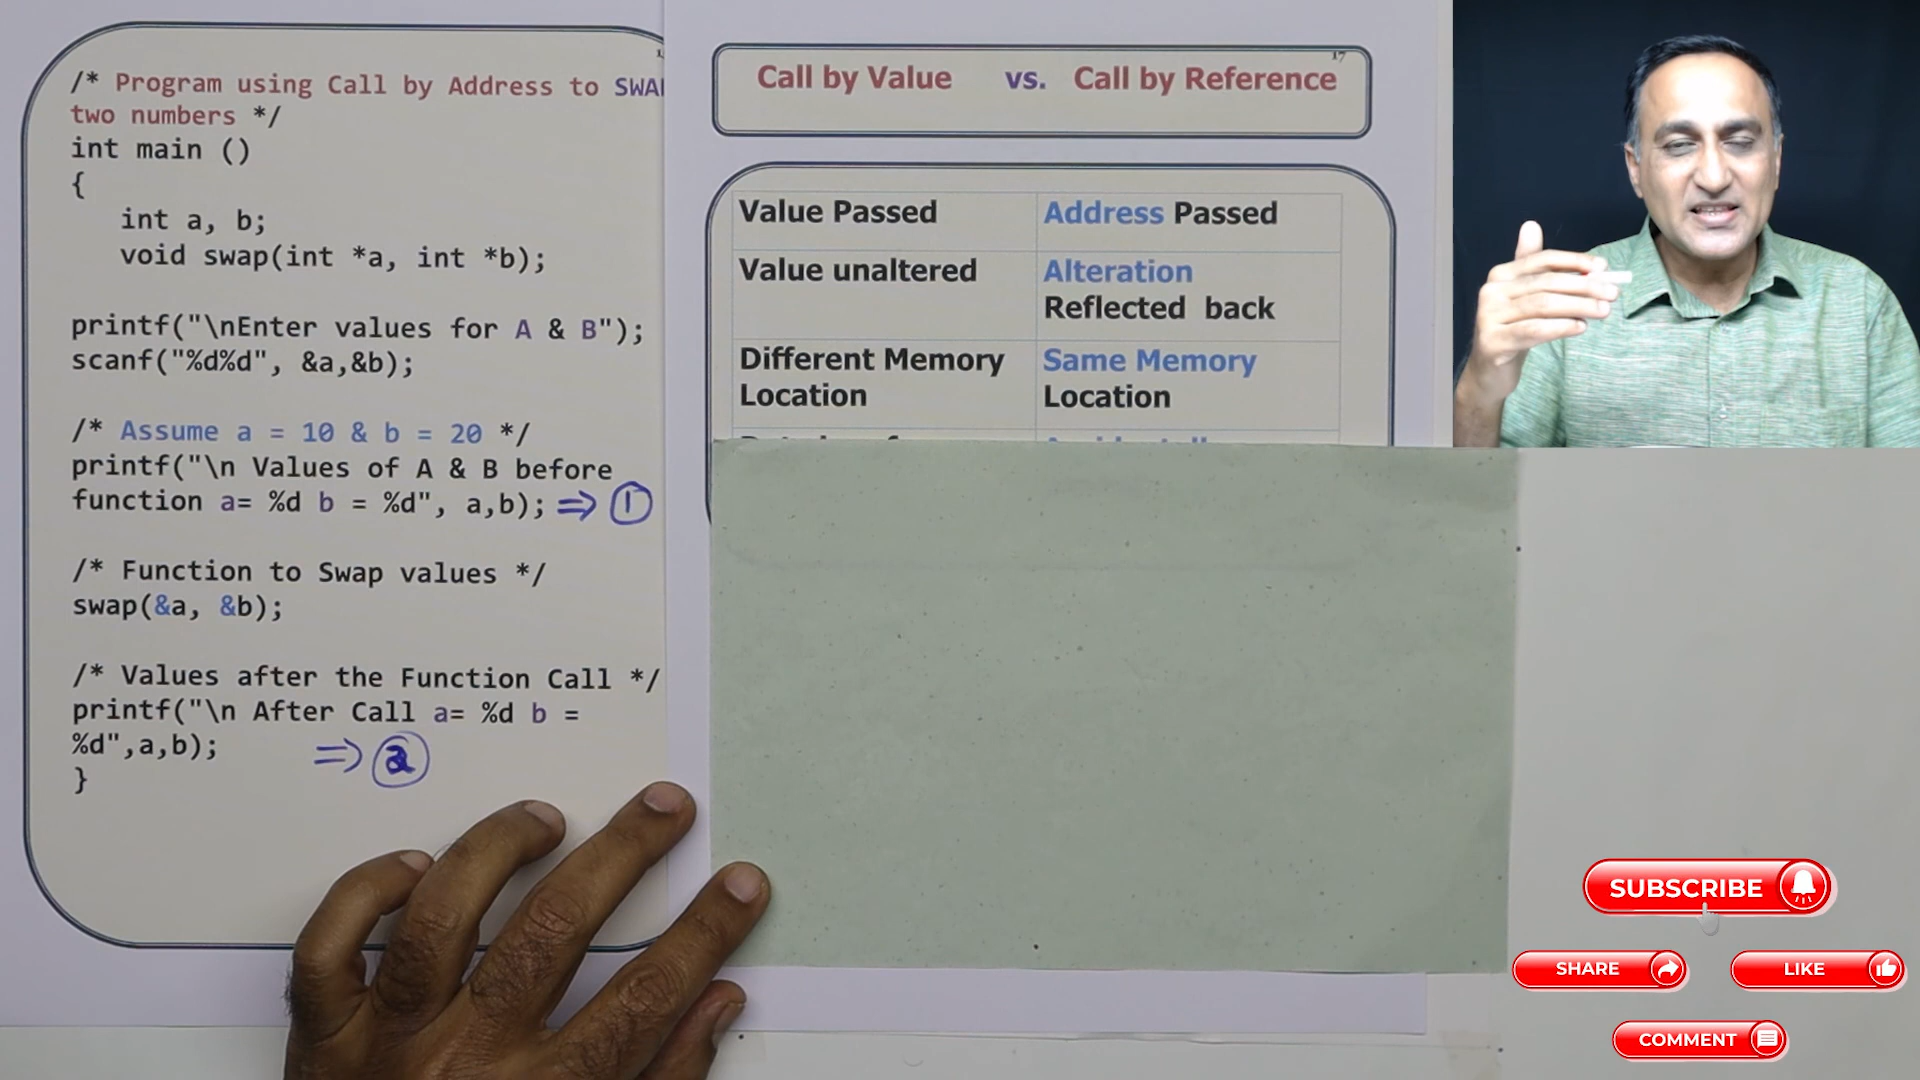 /* Program using Call by Address to
two numbers */
int main ()
{
int a, b;
void swap(int *a, int *b);
printf("\nEnter values for A & B");
scanf("%d%d", &a,&b);
/* Assume a = 10 & b = 20 */
printf("\n Values of A & B before
function a= %d b = %d", a,b); ⇒ 1
/* Function to Swap values */
swap(&a, &b);
/* Values after the Function Call */
printf("\n After Call a= %d b =
%d",a,b); ⇒ 2
}
17
Call by Value vs. Call by Reference
Value Passed
Address Passed
Value unaltered
Alteration
Reflected back
Different Memory
Location
Same Memory
Location
SUBSCRIBE
SHARE
LIKE
COMMENT